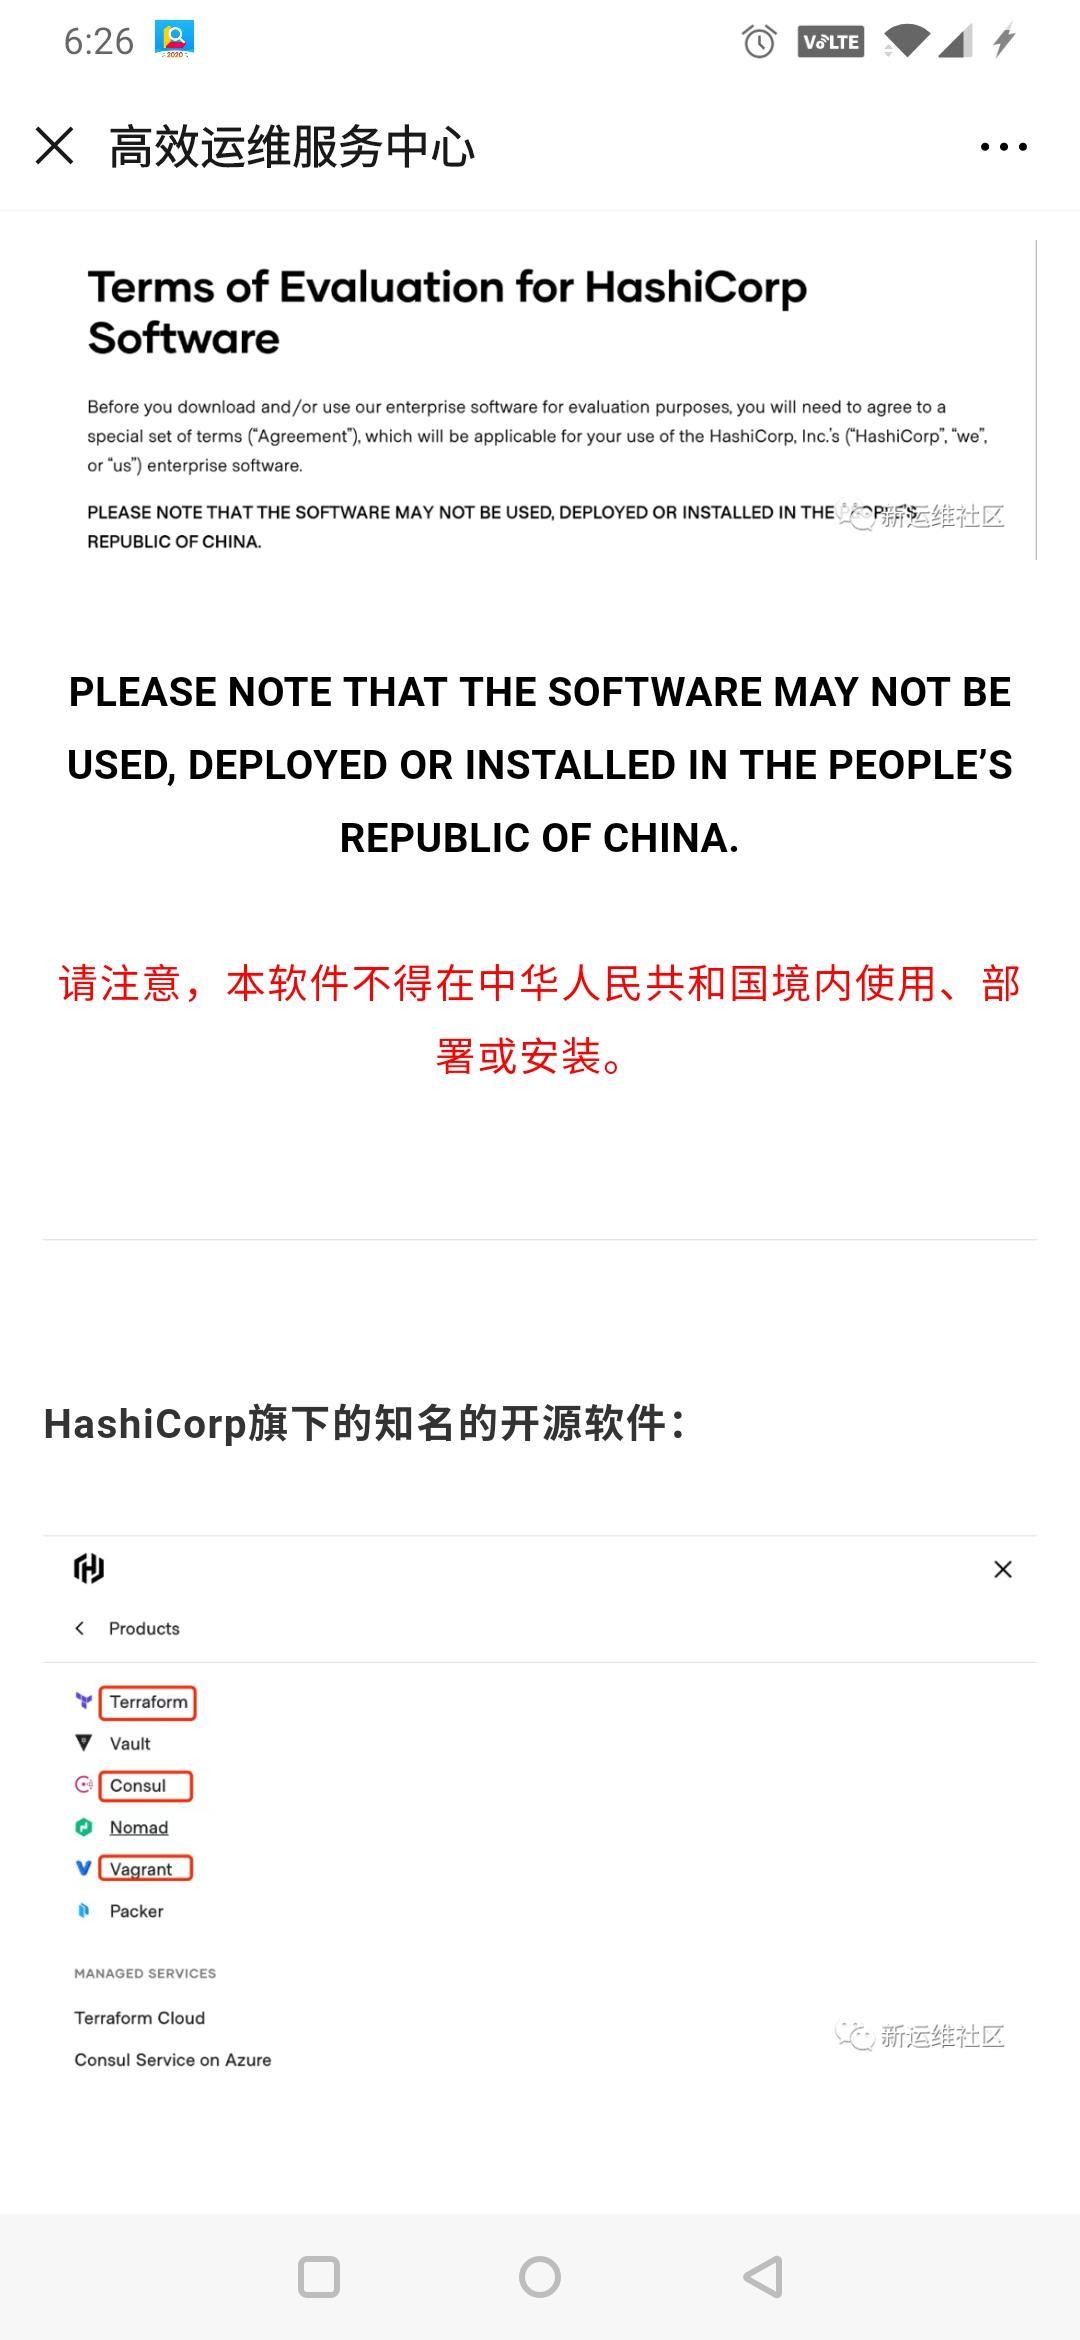 6:26
2020
VoLTE
高效运维服务中心
Terms of Evaluation for HashiCorp
Software
Before you download and/or use our enterprise software for evaluation purposes, you will need to agree to a
special set of terms (“Agreement”), which will be applicable for your use of the HashiCorp, Inc.’s (“HashiCorp”, “we”,
or “us”) enterprise software.
PLEASE NOTE THAT THE SOFTWARE MAY NOT BE USED, DEPLOYED OR INSTALLED IN THE PEOPLE’S
新运维社区
REPUBLIC OF CHINA.
PLEASE NOTE THAT THE SOFTWARE MAY NOT BE
USED, DEPLOYED OR INSTALLED IN THE PEOPLE’S
REPUBLIC OF CHINA.
请注意，本软件不得在中华人民共和国境内使用、部
署或安装。
HashiCorp旗下的知名的开源软件：
Products
Terraform
Vault
Consul
Nomad
Vagrant
Packer
MANAGED SERVICES
Terraform Cloud
新运维社区
Consul Service on Azure